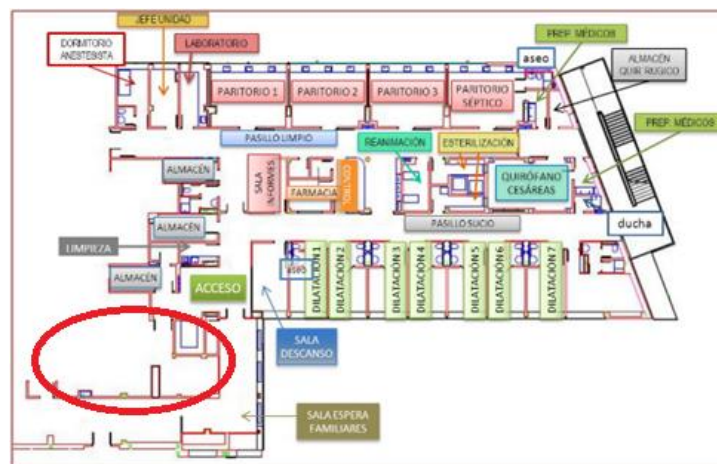 JEFE UNIDAD
DORMITORIO
ANESTESISTA
LABORATORIO
PREP. MÉDICOS
aseo
ALMACÉN
QUIRÚRGICO
PARITORIO 1
PARITORIO 2
PARITORIO 3
PARITORIO
SÉPTICO
PREP. MÉDICOS
PASILLO LIMPIO
REANIMACIÓN
ESTERILIZACIÓN
ALMACÉN
SALA
INFORMES
FARMACIA
CONTROL
QUIRÓFANO
CESÁREAS
ducha
ALMACÉN
PASILLO SUCIO
LIMPIEZA
ALMACÉN
ACCESO
aseo
DILATACIÓN 1
DILATACIÓN 2
DILATACIÓN 3
DILATACIÓN 4
DILATACIÓN 5
DILATACIÓN 6
DILATACIÓN 7
SALA
DESCANSO
SALA ESPERA
FAMILIARES